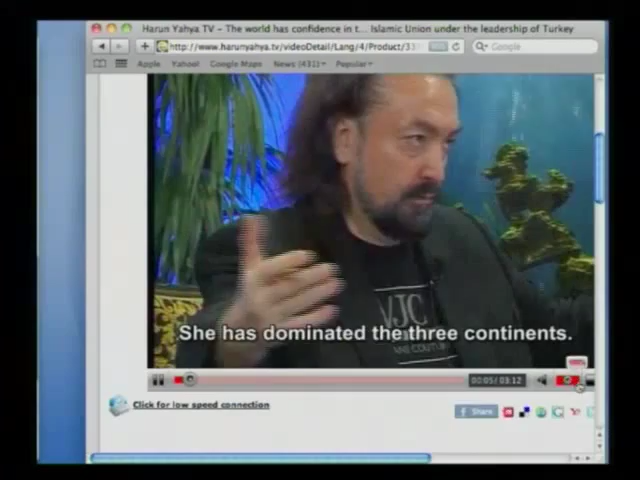 Harun Yahya TV – The world has confidence in t... Islamic Union under the leadership of Turkey
http://www.harunyahya.tv/videoDetail/Lang/4/Product/33
Google
Apple Yahoo! Google Maps News (431) Popular
VJC
She has dominated the three continents.
00:05 / 03:12
Click for low speed connection
Share